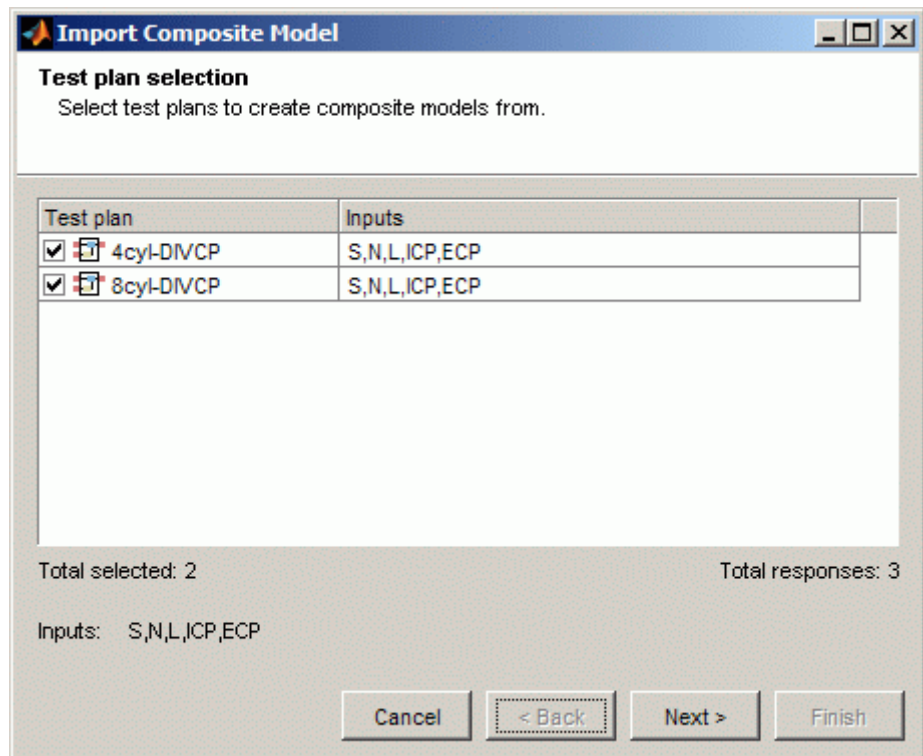 Import Composite Model
Test plan selection
Select test plans to create composite models from.
Test plan Inputs
4cyl-DIVCP S,N,L,ICP,ECP
8cyl-DIVCP S,N,L,ICP,ECP
Total selected: 2 Total responses: 3
Inputs: S,N,L,ICP,ECP
Cancel < Back Next > Finish